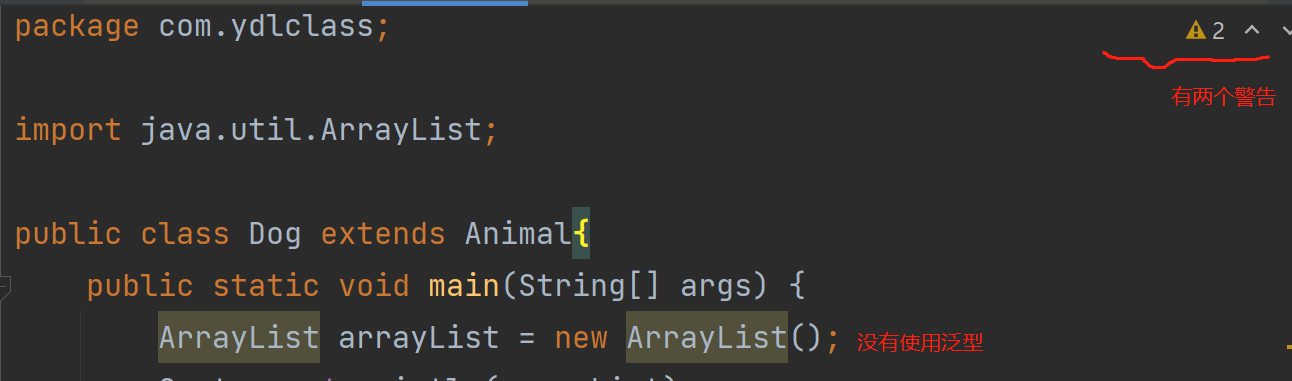 package com.ydlclass;
2
有两个警告
import java.util.ArrayList;
public class Dog extends Animal{
public static void main(String[] args) {
ArrayList arrayList = new ArrayList(); 没有使用泛型